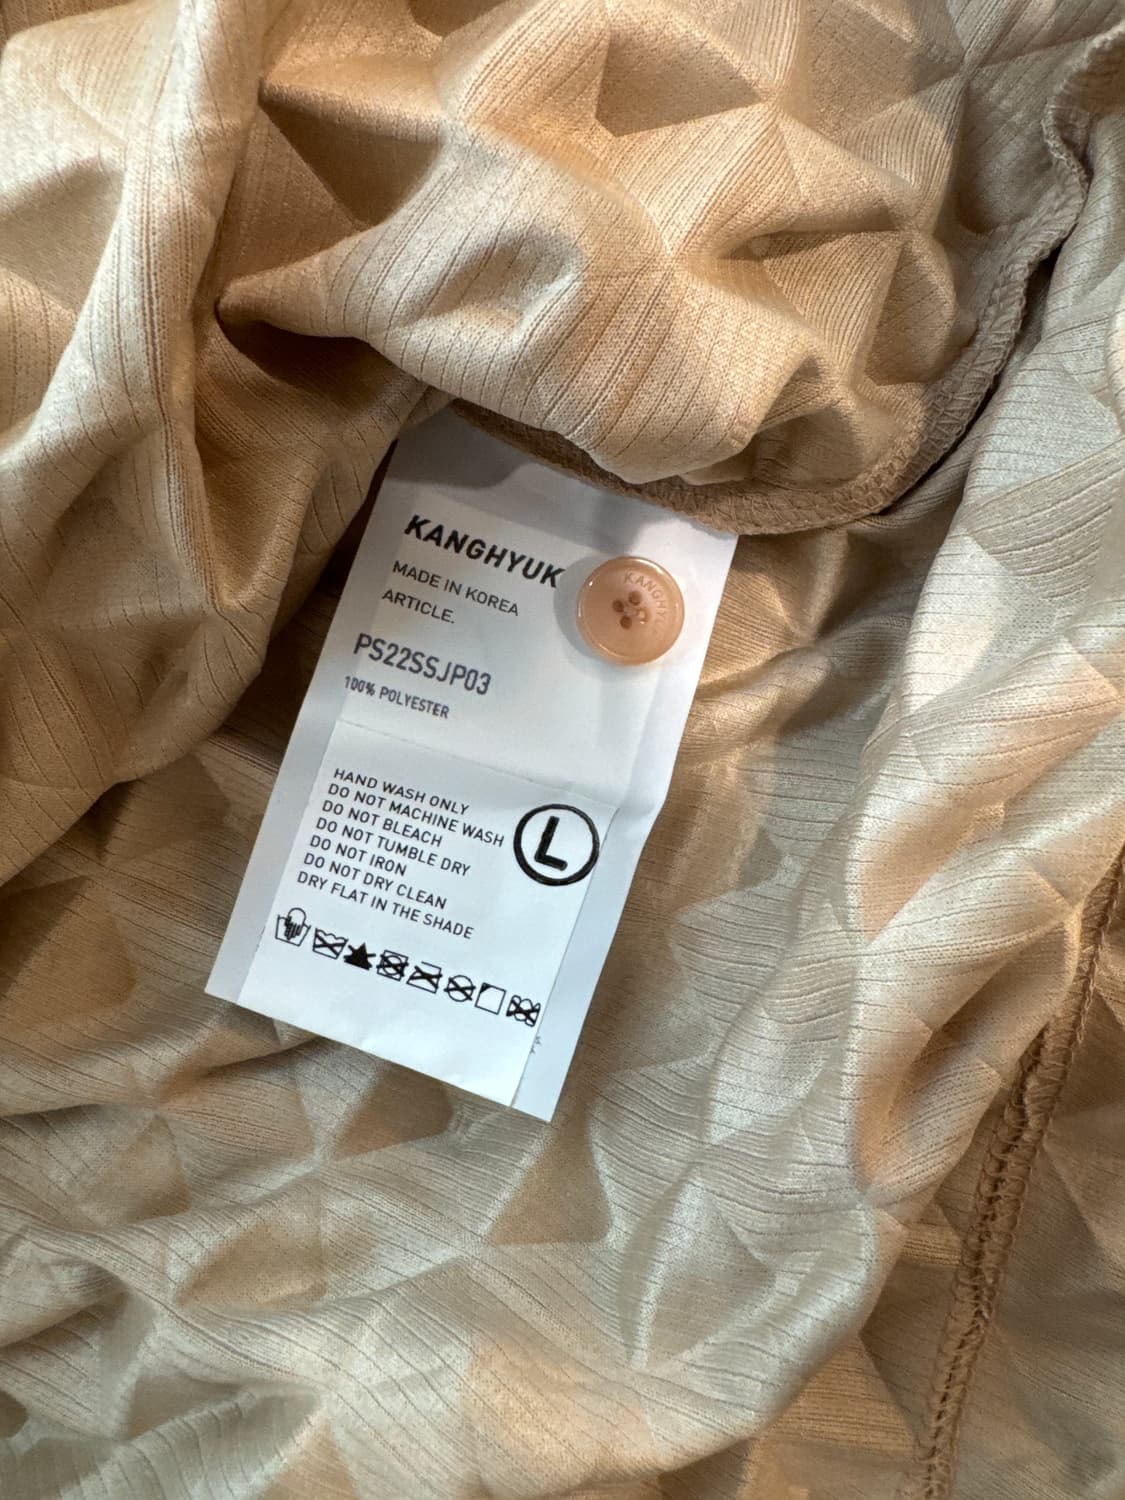 KANGHYUK
MADE IN KOREA
ARTICLE.
PS22SSJP03
100% POLYESTER
KANGHY
HAND WASH ONLY
DO NOT MACHINE WASH
DO NOT BLEACH
DO NOT TUMBLE DRY
DO NOT IRON
DO NOT DRY CLEAN
DRY FLAT IN THE SHADE
L